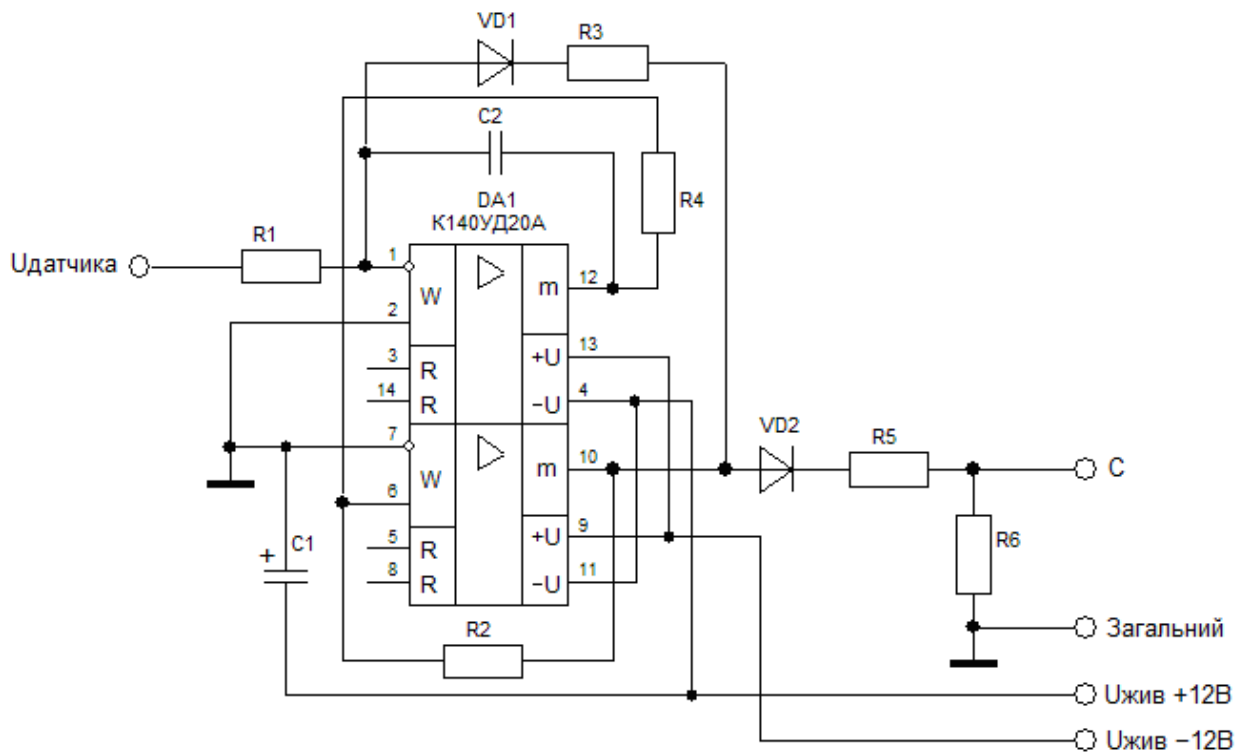 VD1
R3
C2
R4
DA1
К140УД20А
R1
Uдатчика
1
12
W
m
2
13
3
R
+U
14
R
4
−U
7
VD2
R5
10
C
W
m
6
9
5
R
+U
R6
C1
+
8
R
11
−U
R2
Загальний
Uжив +12В
Uжив −12В